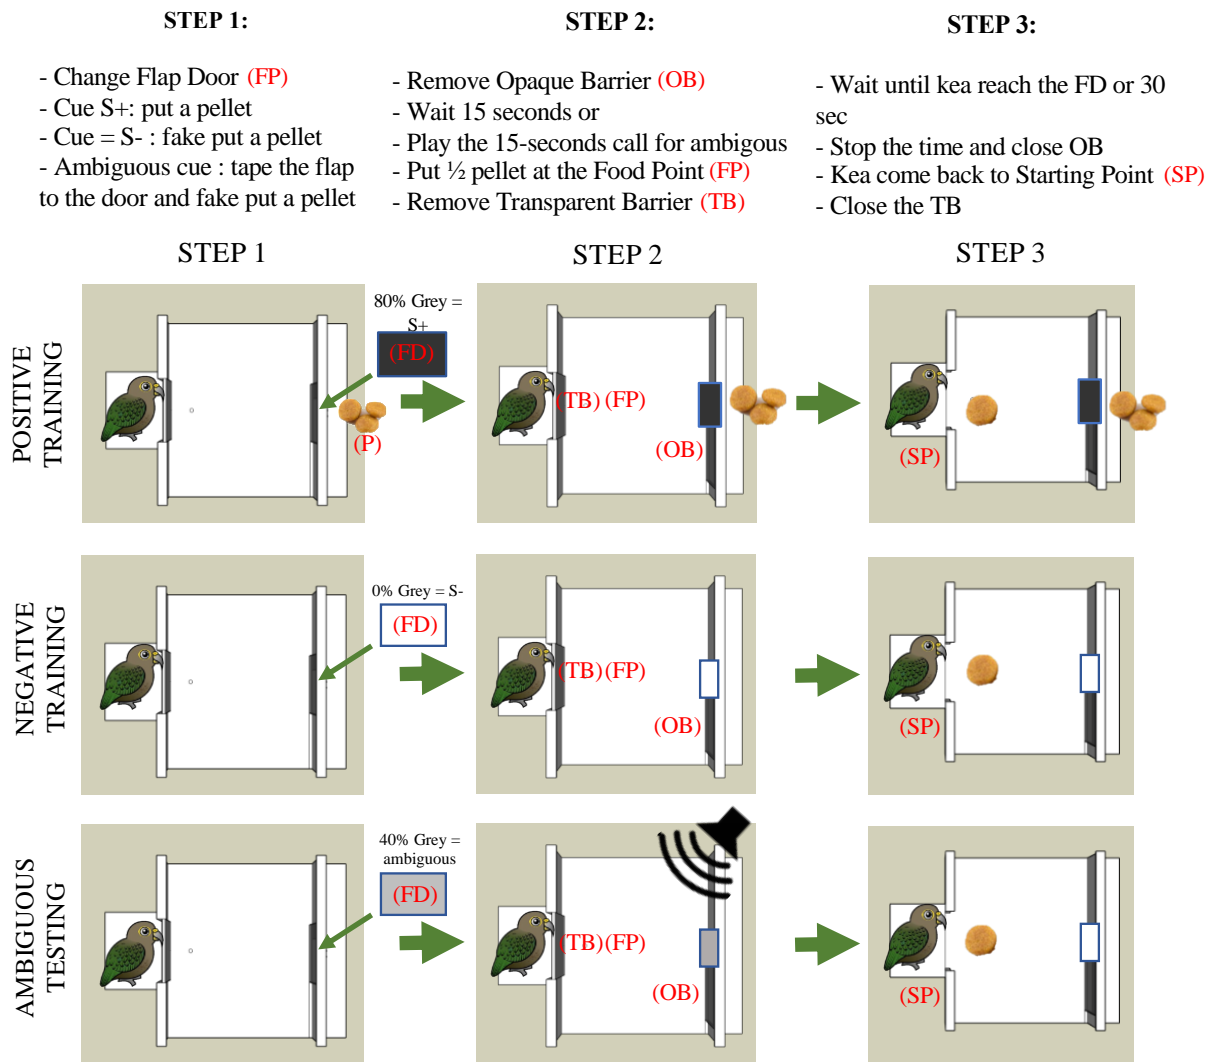 STEP 1:
- Change Flap Door (FP)
- Cue S+: put a pellet
- Cue = S- : fake put a pellet
- Ambiguous cue : tape the flap
to the door and fake put a pellet
STEP 2:
- Remove Opaque Barrier (OB)
- Wait 15 seconds or
- Play the 15-seconds call for ambigous
- Put ½ pellet at the Food Point (FP)
- Remove Transparent Barrier (TB)
STEP 3:
- Wait until kea reach the FD or 30
sec
- Stop the time and close OB
- Kea come back to Starting Point (SP)
- Close the TB
STEP 1
STEP 2
STEP 3
POSITIVE
TRAINING
80% Grey =
S+
(FD)
(P)
(TB) (FP)
(OB)
(SP)
NEGATIVE
TRAINING
0% Grey = S-
(FD)
(TB) (FP)
(OB)
(SP)
AMBIGUOUS
TESTING
40% Grey =
ambiguous
(FD)
(TB) (FP)
(OB)
(SP)